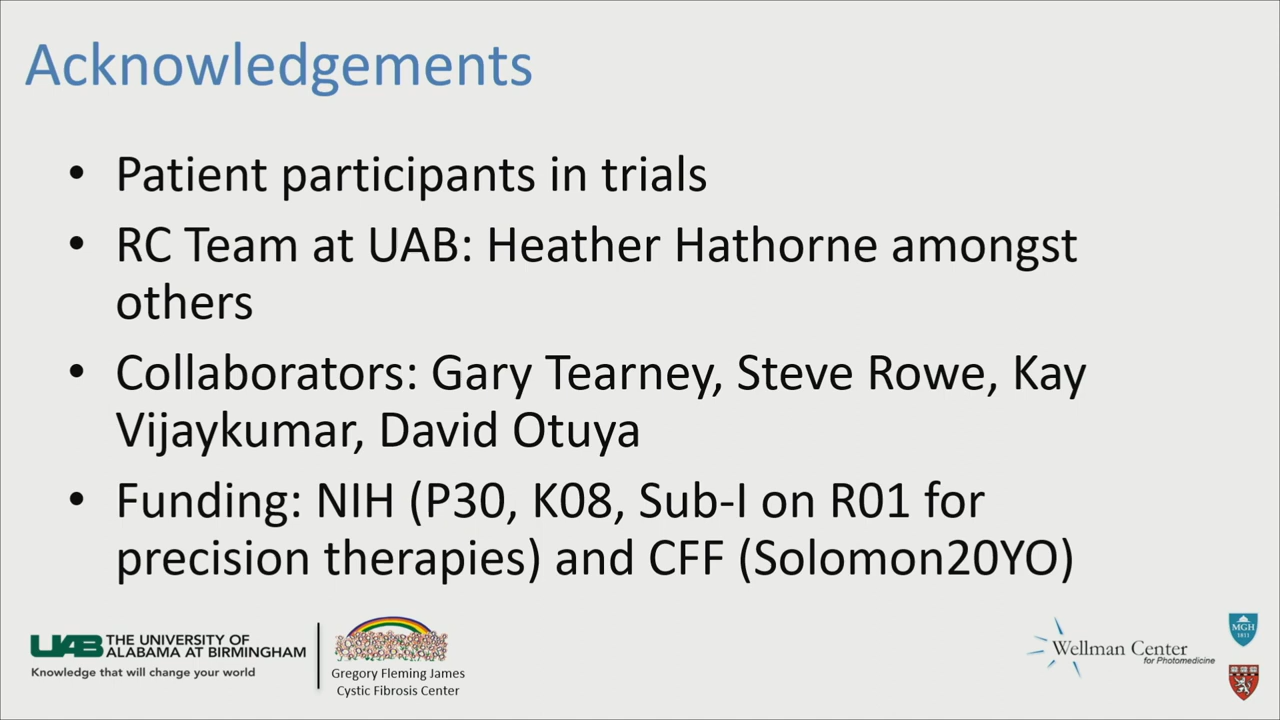 Acknowledgements
• Patient participants in trials
• RC Team at UAB: Heather Hathorne amongst
others
• Collaborators: Gary Tearney, Steve Rowe, Kay
Vijaykumar, David Otuya
• Funding: NIH (P30, K08, Sub-I on R01 for
precision therapies) and CFF (Solomon20YO)
UAB THE UNIVERSITY OF
ALABAMA AT BIRMINGHAM
Knowledge that will change your world
Gregory Fleming James
Cystic Fibrosis Center
Wellman Center
for Photomedicine
MGH
1811